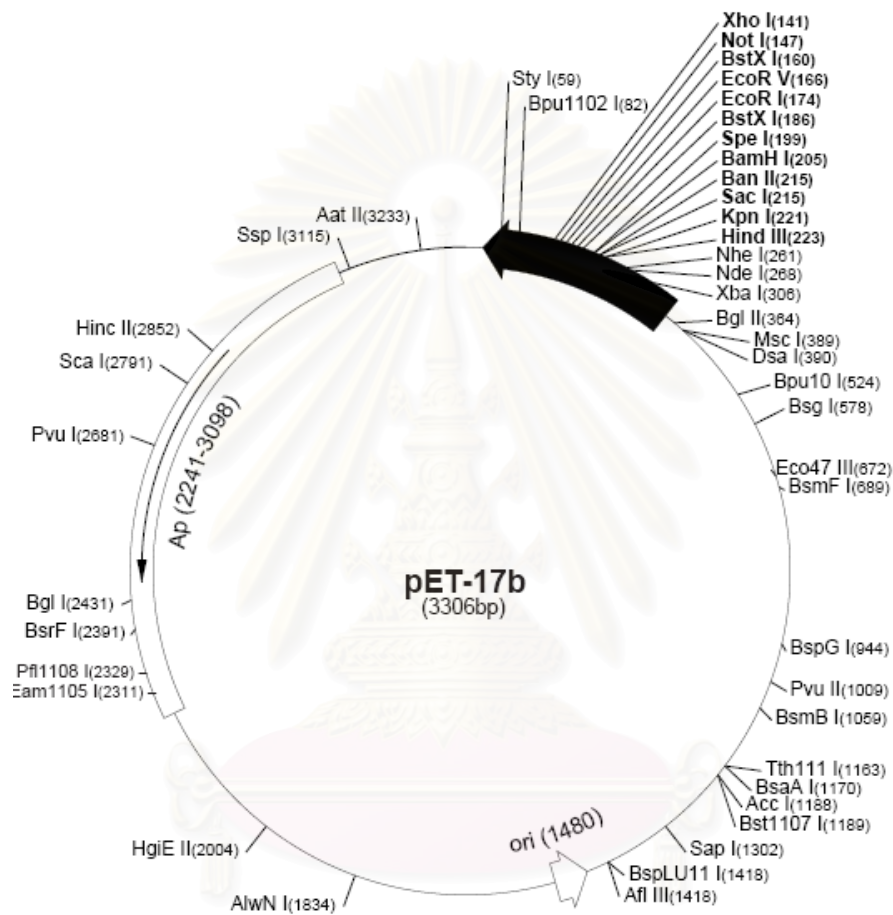 Xho I(141)
Not I(147)
BstX I(160)
EcoR V(166)
EcoR I(174)
BstX I(186)
Spe I(199)
BamH I(205)
Ban II(215)
Sac I(215)
Kpn I(221)
Hind III(223)
Nhe I(261)
Nde I(268)
Xba I(306)
Bgl II(364)
Msc I(389)
Dsa I(390)
Bpu10 I(524)
Bsg I(578)
Eco47 III(672)
BsmF I(689)
BspG I(944)
Pvu II(1009)
BsmB I(1059)
Tth111 I(1163)
BsaA I(1170)
Acc I(1188)
Bst1107 I(1189)
Sap I(1302)
BspLU11 I(1418)
Afl III(1418)
ori (1480)
AlwN I(1834)
HgiE II(2004)
Eam1105 I(2311)
Pfl1108 I(2329)
BsrF I(2391)
Bgl I(2431)
Pvu I(2681)
Sca I(2791)
Hinc II(2852)
Ap (2241-3098)
Ssp I(3115)
Aat II(3233)
Sty I(59)
Bpu1102 I(82)
pET-17b
(3306bp)